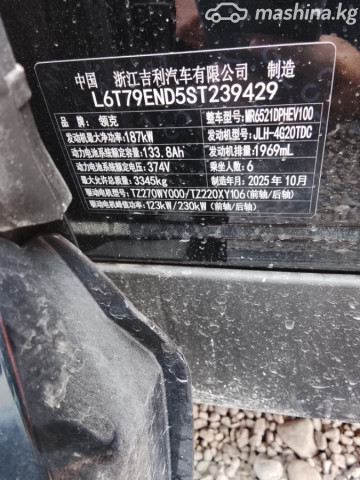 mashina.kg
中国 浙江吉利汽车有限公司 制造
L6T79END5ST239429
品牌：领克 整车型号：MR6521DPHEV100
发动机最大净功率：187kW 发动机型号：JLH-4G20TDC
动力电池系统额定容量：133.8Ah 发动机排量：1969mL
动力电池系统额定电压：374V 乘坐人数：6
最大允许总质量：3345kg 制造年月：2025年10月
驱动电机型号：TZ270WY000/TZ220XY106(前轴/后轴)
驱动电机峰值功率：123kW/230kW(前轴/后轴)